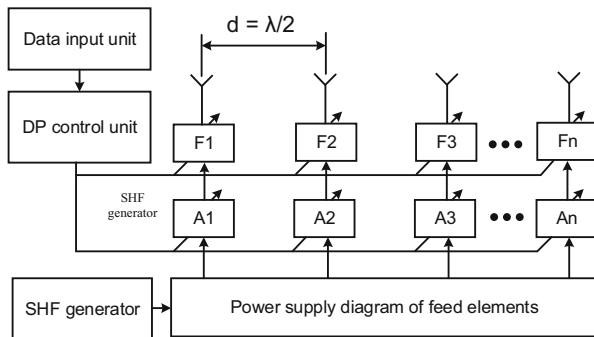 Data input unit
d = λ/2
DP control unit
F1
F2
F3
•••
Fn
SHF
generator
A1
A2
A3
•••
An
SHF generator
Power supply diagram of feed elements